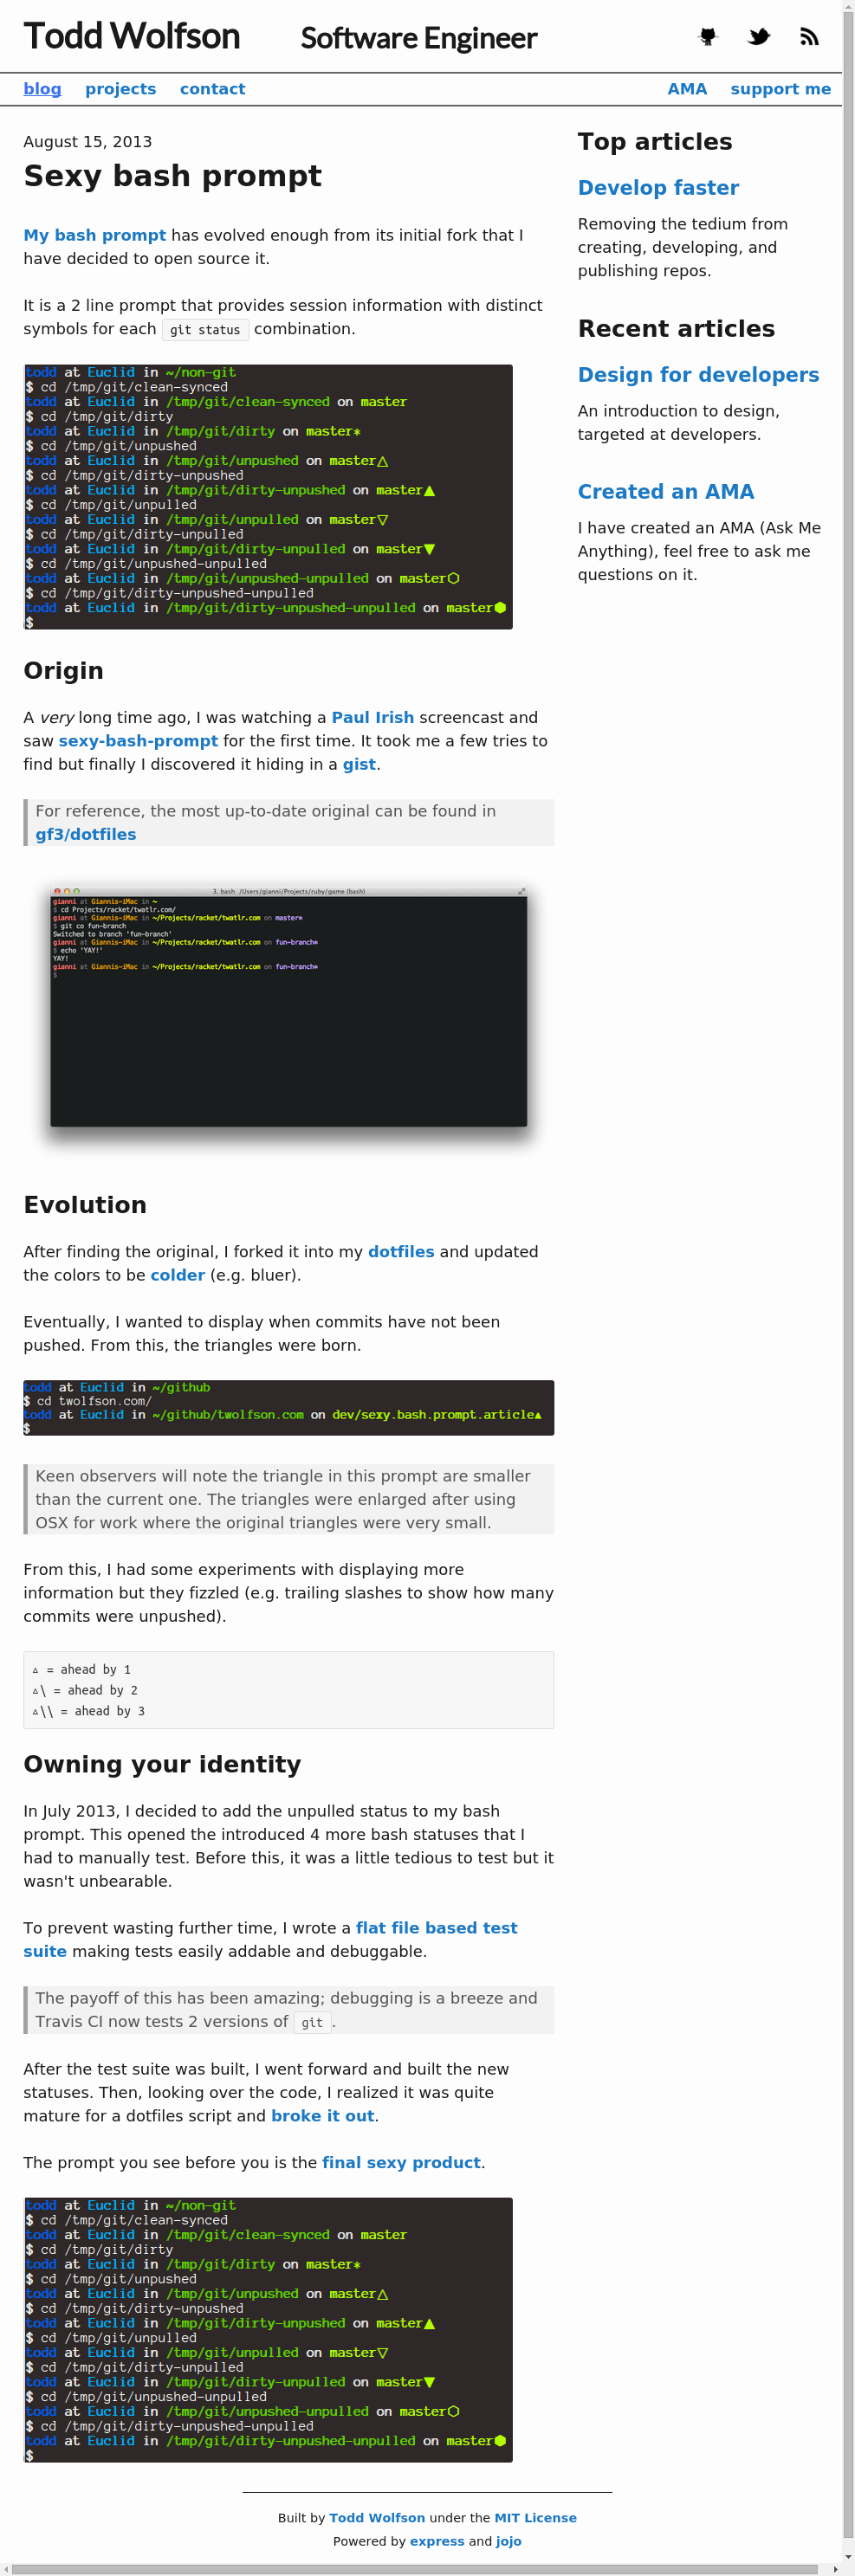 Todd Wolfson
Software Engineer
blog projects contact
AMA support me
August 15, 2013
Sexy bash prompt
My bash prompt has evolved enough from its initial fork that I
have decided to open source it.
It is a 2 line prompt that provides session information with distinct
symbols for each git status combination.
todd at Euclid in ~/non-git
$ cd /tmp/git/clean-synced
todd at Euclid in /tmp/git/clean-synced on master
$ cd /tmp/git/dirty
todd at Euclid in /tmp/git/dirty on master*
$ cd /tmp/git/unpushed
todd at Euclid in /tmp/git/unpushed on master△
$ cd /tmp/git/dirty-unpushed
todd at Euclid in /tmp/git/dirty-unpushed on master▲
$ cd /tmp/git/unpulled
todd at Euclid in /tmp/git/unpulled on master▽
$ cd /tmp/git/dirty-unpulled
todd at Euclid in /tmp/git/dirty-unpulled on master▼
$ cd /tmp/git/unpushed-unpulled
todd at Euclid in /tmp/git/unpushed-unpulled on master⬡
$ cd /tmp/git/dirty-unpushed-unpulled
todd at Euclid in /tmp/git/dirty-unpushed-unpulled on master⬢
$
Origin
A very long time ago, I was watching a Paul Irish screencast and
saw sexy-bash-prompt for the first time. It took me a few tries to
find but finally I discovered it hiding in a gist.
For reference, the most up-to-date original can be found in
gf3/dotfiles
3. bash /Users/gianni/Projects/ruby/game (bash)
gianni at Giannis-iMac in ~
$ cd Projects/racket/twatlr.com/
gianni at Giannis-iMac in ~/Projects/racket/twatlr.com on master*
$ git co fun-branch
Switched to branch 'fun-branch'
gianni at Giannis-iMac in ~/Projects/racket/twatlr.com on fun-branch*
$ echo 'YAY!'
YAY!
gianni at Giannis-iMac in ~/Projects/racket/twatlr.com on fun-branch*
$
Evolution
After finding the original, I forked it into my dotfiles and updated
the colors to be colder (e.g. bluer).
Eventually, I wanted to display when commits have not been
pushed. From this, the triangles were born.
todd at Euclid in ~/github
$ cd twolfson.com/
todd at Euclid in ~/github/twolfson.com on dev/sexy.bash.prompt.article▲
$
Keen observers will note the triangle in this prompt are smaller
than the current one. The triangles were enlarged after using
OSX for work where the original triangles were very small.
From this, I had some experiments with displaying more
information but they fizzled (e.g. trailing slashes to show how many
commits were unpushed).
▵ = ahead by 1
▵\ = ahead by 2
▵\\ = ahead by 3
Owning your identity
In July 2013, I decided to add the unpulled status to my bash
prompt. This opened the introduced 4 more bash statuses that I
had to manually test. Before this, it was a little tedious to test but it
wasn't unbearable.
To prevent wasting further time, I wrote a flat file based test
suite making tests easily addable and debuggable.
The payoff of this has been amazing; debugging is a breeze and
Travis CI now tests 2 versions of git.
After the test suite was built, I went forward and built the new
statuses. Then, looking over the code, I realized it was quite
mature for a dotfiles script and broke it out.
The prompt you see before you is the final sexy product.
todd at Euclid in ~/non-git
$ cd /tmp/git/clean-synced
todd at Euclid in /tmp/git/clean-synced on master
$ cd /tmp/git/dirty
todd at Euclid in /tmp/git/dirty on master*
$ cd /tmp/git/unpushed
todd at Euclid in /tmp/git/unpushed on master△
$ cd /tmp/git/dirty-unpushed
todd at Euclid in /tmp/git/dirty-unpushed on master▲
$ cd /tmp/git/unpulled
todd at Euclid in /tmp/git/unpulled on master▽
$ cd /tmp/git/dirty-unpulled
todd at Euclid in /tmp/git/dirty-unpulled on master▼
$ cd /tmp/git/unpushed-unpulled
todd at Euclid in /tmp/git/unpushed-unpulled on master⬡
$ cd /tmp/git/dirty-unpushed-unpulled
todd at Euclid in /tmp/git/dirty-unpushed-unpulled on master⬢
$
Top articles
Develop faster
Removing the tedium from
creating, developing, and
publishing repos.
Recent articles
Design for developers
An introduction to design,
targeted at developers.
Created an AMA
I have created an AMA (Ask Me
Anything), feel free to ask me
questions on it.
Built by Todd Wolfson under the MIT License
Powered by express and jojo